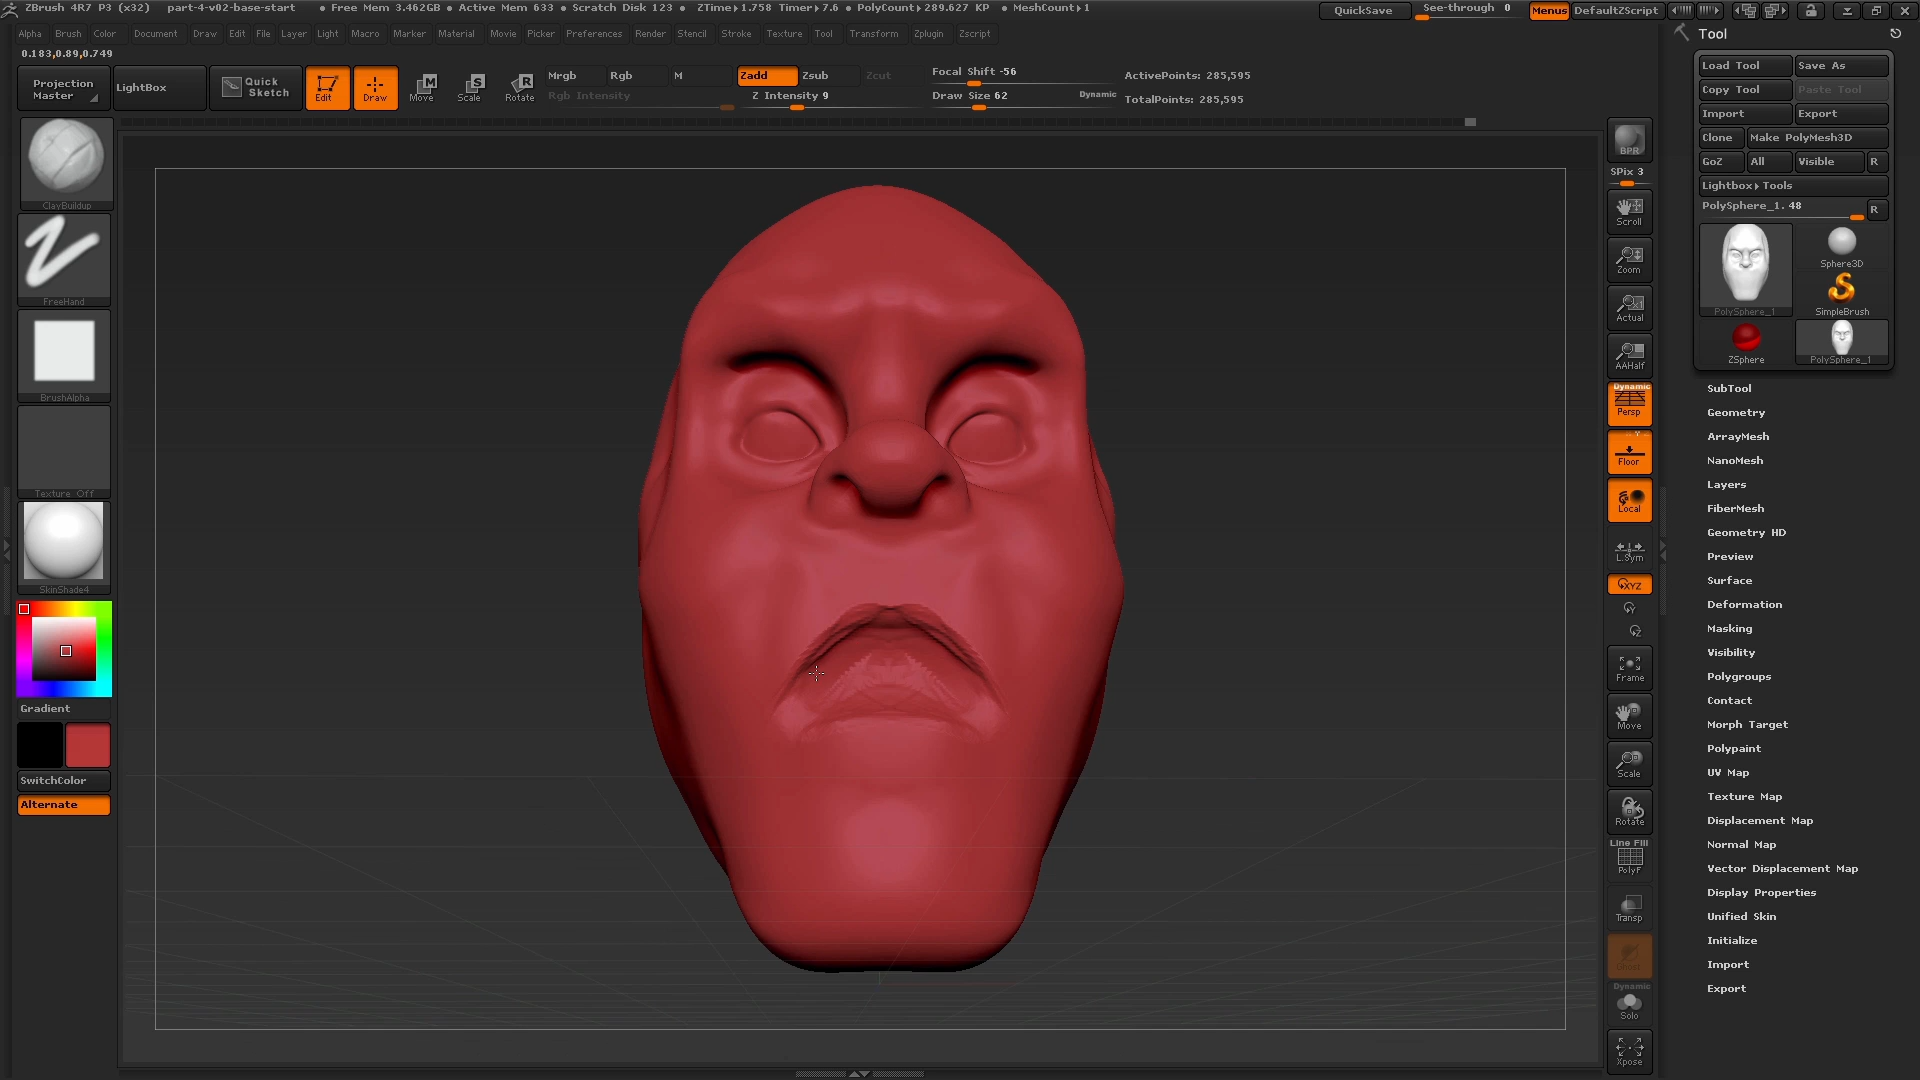 ZBrush 4R7 P3 (x32) part-4-v02-base-start • Free Mem 3.462GB • Active Mem 633 • Scratch Disk 123 • ZTime▸1.758 Timer▸7.6 • PolyCount▸289.627 KP • MeshCount▸1 QuickSave See-through 0 Menus DefaultZScript
Alpha Brush Color Document Draw Edit File Layer Light Macro Marker Material Movie Picker Preferences Render Stencil Stroke Texture Tool Transform Zplugin Zscript
0.183,0.89,0.749
Projection Master
LightBox
Quick Sketch
Edit
Draw
Move
Scale
Rotate
Mrgb Rgb M
Rgb Intensity
Zadd Zsub Zcut
Z Intensity 9
Focal Shift -56
Draw Size 62 Dynamic
ActivePoints: 285,595
TotalPoints: 285,595
ClayBuildup
FreeHand
BrushAlpha
Texture Off
SkinShade4
Gradient
SwitchColor
Alternate
BPR
SPix 3
Scroll
Zoom
Actual
AAHalf
Dynamic
Persp
Floor
Local
L.Sym
XYZ
Y
Z
Frame
Move
Scale
Rotate
Line Fill
PolyF
Transp
Ghost
Dynamic
Solo
Xpose
Tool
Load Tool Save As
Copy Tool Paste Tool
Import Export
Clone Make PolyMesh3D
GoZ All Visible R
Lightbox▸Tools
PolySphere_1. 48 R
PolySphere_1
Sphere3D
SimpleBrush
ZSphere
PolySphere_1
SubTool
Geometry
ArrayMesh
NanoMesh
Layers
FiberMesh
Geometry HD
Preview
Surface
Deformation
Masking
Visibility
Polygroups
Contact
Morph Target
Polypaint
UV Map
Texture Map
Displacement Map
Normal Map
Vector Displacement Map
Display Properties
Unified Skin
Initialize
Import
Export